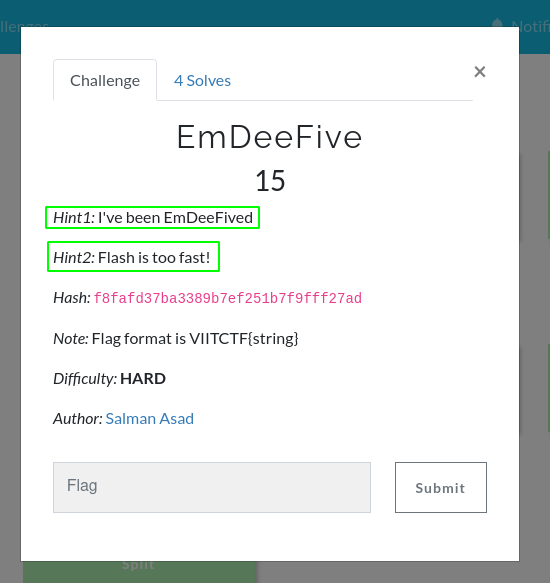 llenges
Notifi
Challenge
4 Solves
×
EmDeeFive
15
Hint1: I've been EmDeeFived
Hint2: Flash is too fast!
Hash: f8fafd37ba3389b7ef251b7f9fff27ad
Note: Flag format is VIITCTF{string}
Difficulty: HARD
Author: Salman Asad
Flag
Submit
Split